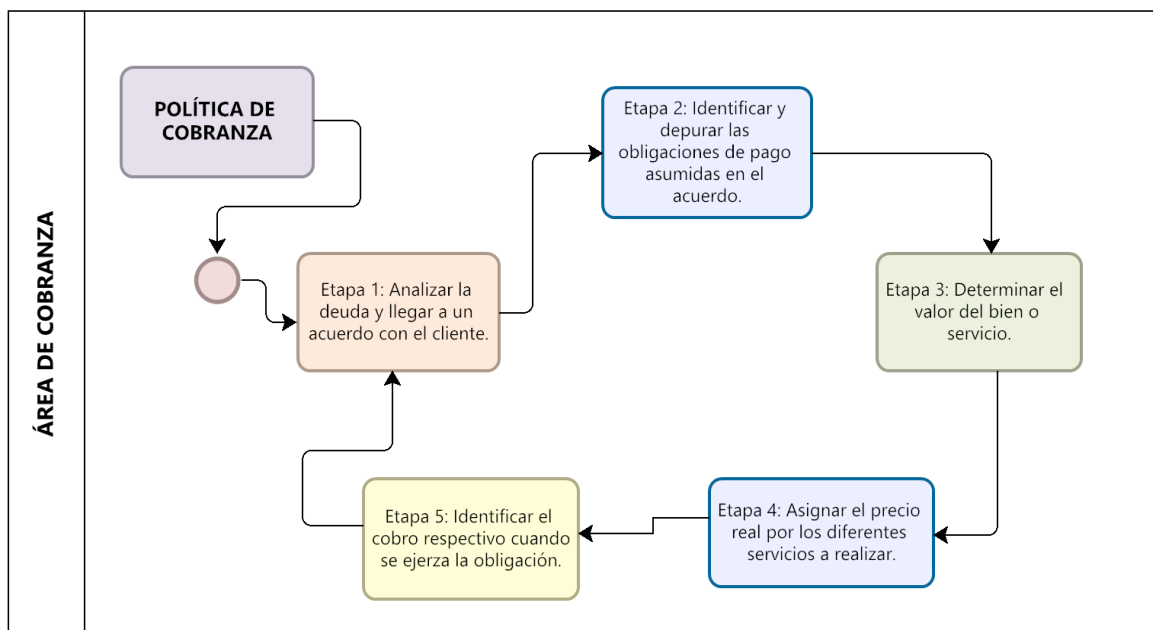 ÁREA DE COBRANZA
POLÍTICA DE
COBRANZA
Etapa 1: Analizar la
deuda y llegar a un
acuerdo con el cliente.
Etapa 2: Identificar y
depurar las
obligaciones de pago
asumidas en el
acuerdo.
Etapa 3: Determinar el
valor del bien o
servicio.
Etapa 4: Asignar el precio
real por los diferentes
servicios a realizar.
Etapa 5: Identificar el
cobro respectivo cuando
se ejerza la obligación.